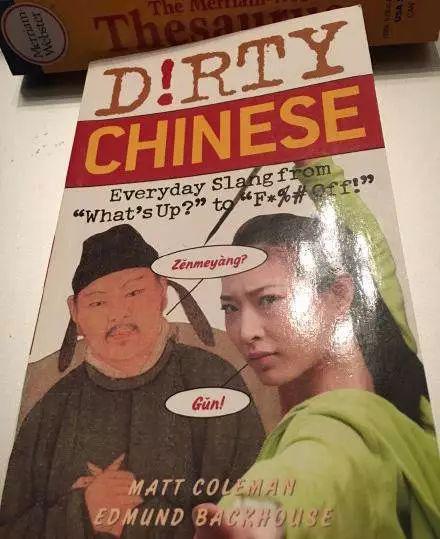 The Merriam-Web
Thesaurus
Merriam
Webster
D!RTY
CHINESE
Everyday Slang from
"What's Up?" to "F*%# Off!"
Zěnmeyàng?
Gǔn!
MATT COLEMAN
EDMUND BACKHOUSE